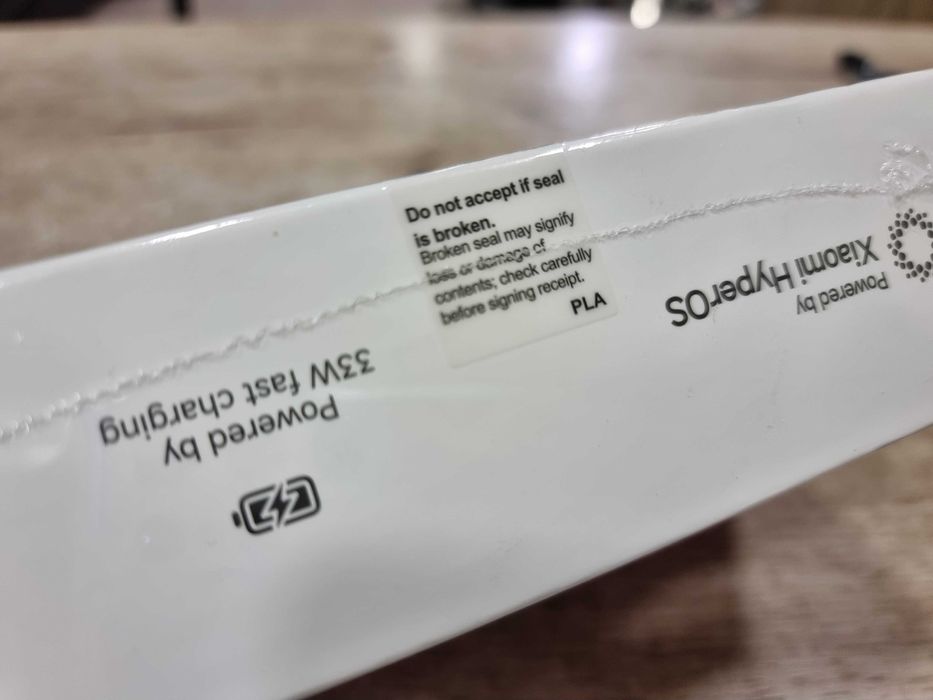 Do not accept if seal
is broken.
Broken seal may signify
loss or damage of
contents; check carefully
before signing receipt.
PLA
Powered by
Xiaomi HyperOS
Powered by
33W fast charging